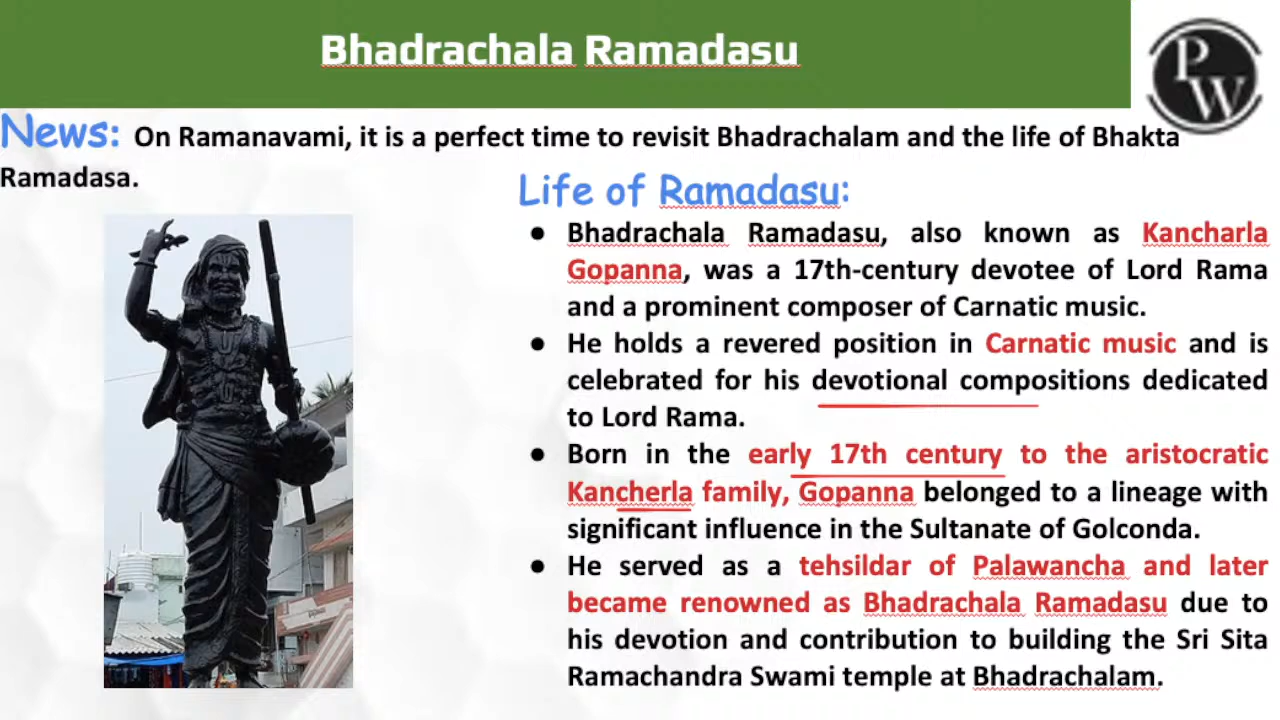 Bhadrachala Ramadasu
PW
News: On Ramanavami, it is a perfect time to revisit Bhadrachalam and the life of Bhakta
Ramadasa.
Life of Ramadasu:
● Bhadrachala Ramadasu, also known as Kancharla
Gopanna, was a 17th-century devotee of Lord Rama
and a prominent composer of Carnatic music.
● He holds a revered position in Carnatic music and is
celebrated for his devotional compositions dedicated
to Lord Rama.
● Born in the early 17th century to the aristocratic
Kancherla family, Gopanna belonged to a lineage with
significant influence in the Sultanate of Golconda.
● He served as a tehsildar of Palawancha and later
became renowned as Bhadrachala Ramadasu due to
his devotion and contribution to building the Sri Sita
Ramachandra Swami temple at Bhadrachalam.